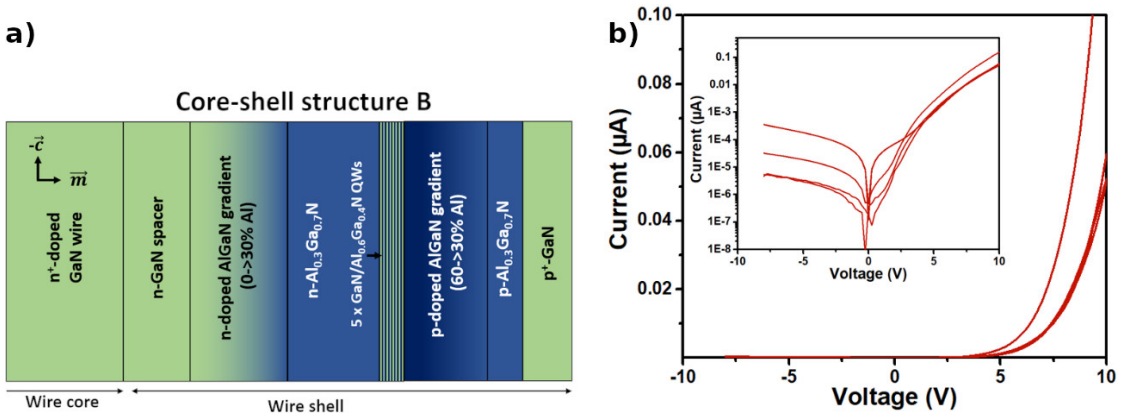 a)
Core-shell structure B
-c
m
n⁺-doped
GaN wire
n-GaN spacer
n-doped AlGaN gradient
(0->30% Al)
n-Al₀.₃Ga₀.₇N
5 x GaN/Al₀.₆Ga₀.₄N QWs
p-doped AlGaN gradient
(60->30% Al)
p-Al₀.₃Ga₀.₇N
p⁺-GaN
Wire core
Wire shell
b)
Current (µA)
0.10
0.08
0.06
0.04
0.02
-10
-5
0
5
10
Voltage (V)
Current (µA)
0.1
0.01
1E-3
1E-4
1E-5
1E-6
1E-7
1E-8
-10
-5
0
5
10
Voltage (V)